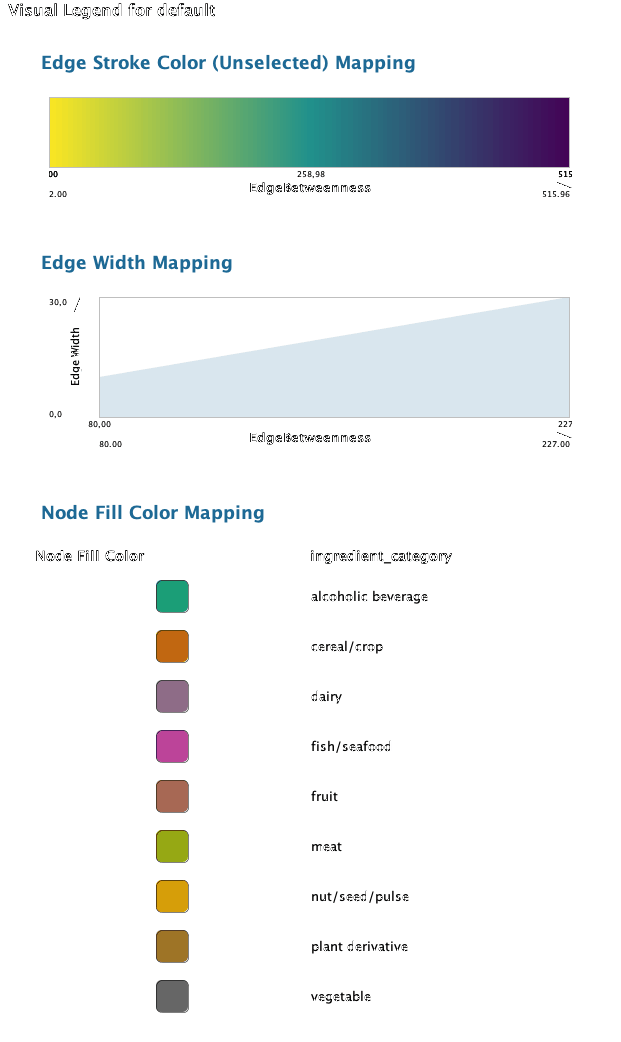 Visual Legend for default
Edge Stroke Color (Unselected) Mapping
00 258,98 515
EdgeBetweenness
2.00 515.96
Edge Width Mapping
30,0
Edge Width
0,0
80,00 227
EdgeBetweenness
80.00 227.00
Node Fill Color Mapping
Node Fill Color ingredient_category
alcoholic beverage
cereal/crop
dairy
fish/seafood
fruit
meat
nut/seed/pulse
plant derivative
vegetable